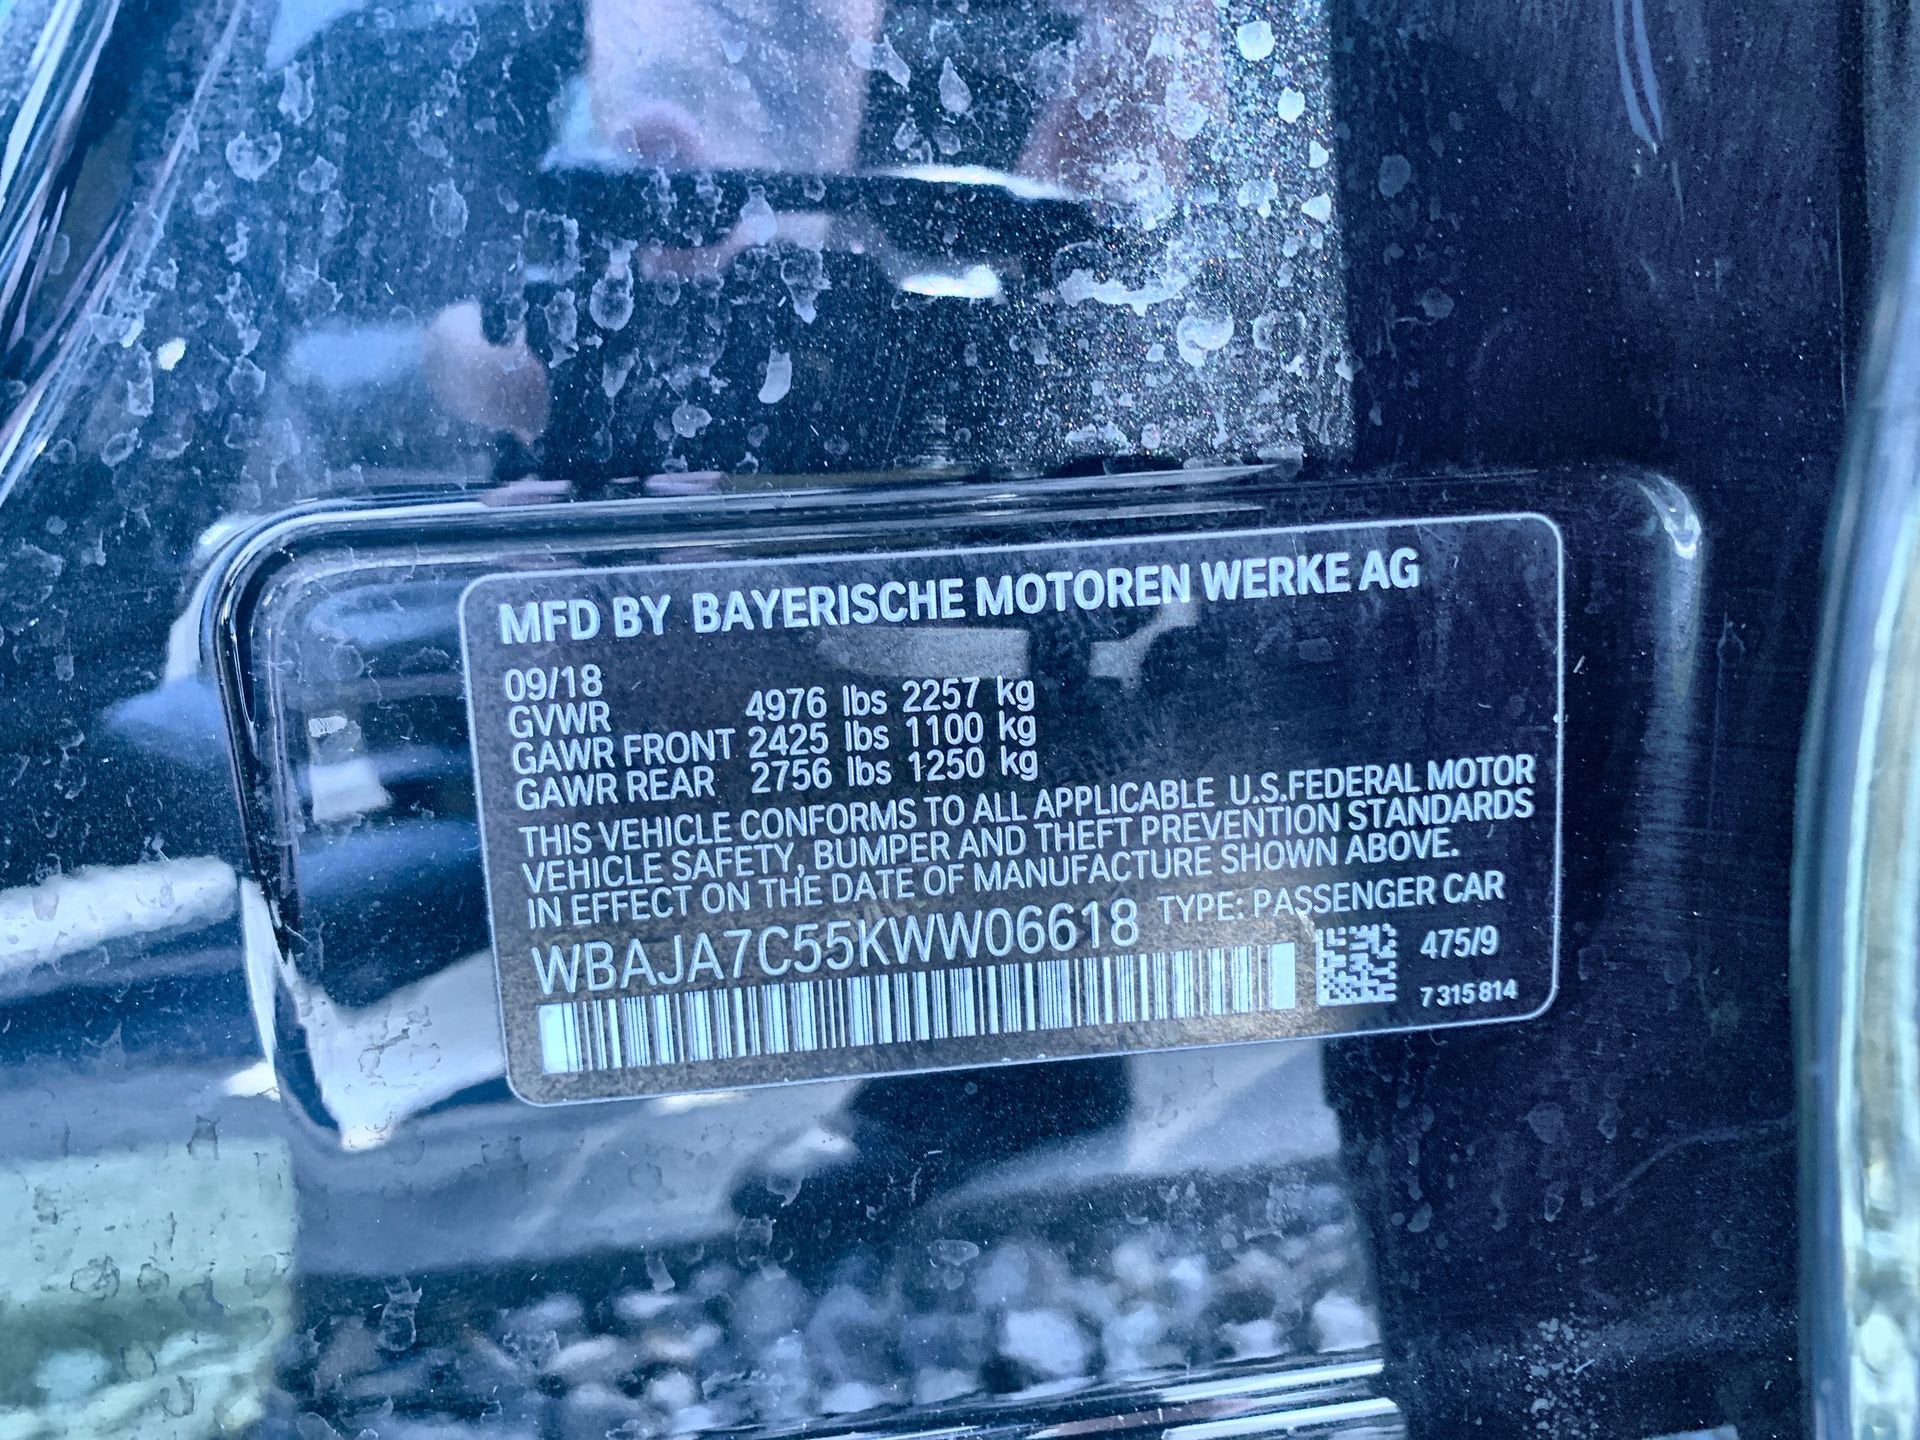 MFD BY BAYERISCHE MOTOREN WERKE AG
09/18
GVWR 4976 lbs 2257 kg
GAWR FRONT 2425 lbs 1100 kg
GAWR REAR 2756 lbs 1250 kg
THIS VEHICLE CONFORMS TO ALL APPLICABLE U.S.FEDERAL MOTOR
VEHICLE SAFETY, BUMPER AND THEFT PREVENTION STANDARDS
IN EFFECT ON THE DATE OF MANUFACTURE SHOWN ABOVE.
WBAJA7C55KWW06618 TYPE: PASSENGER CAR
475/9
7 315 814